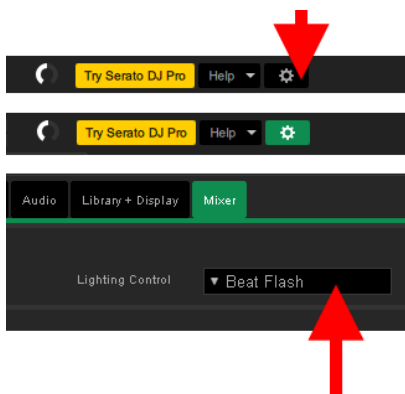 Try Serato DJ Pro Help
Try Serato DJ Pro Help
Audio Library + Display Mixer
Lighting Control Beat Flash